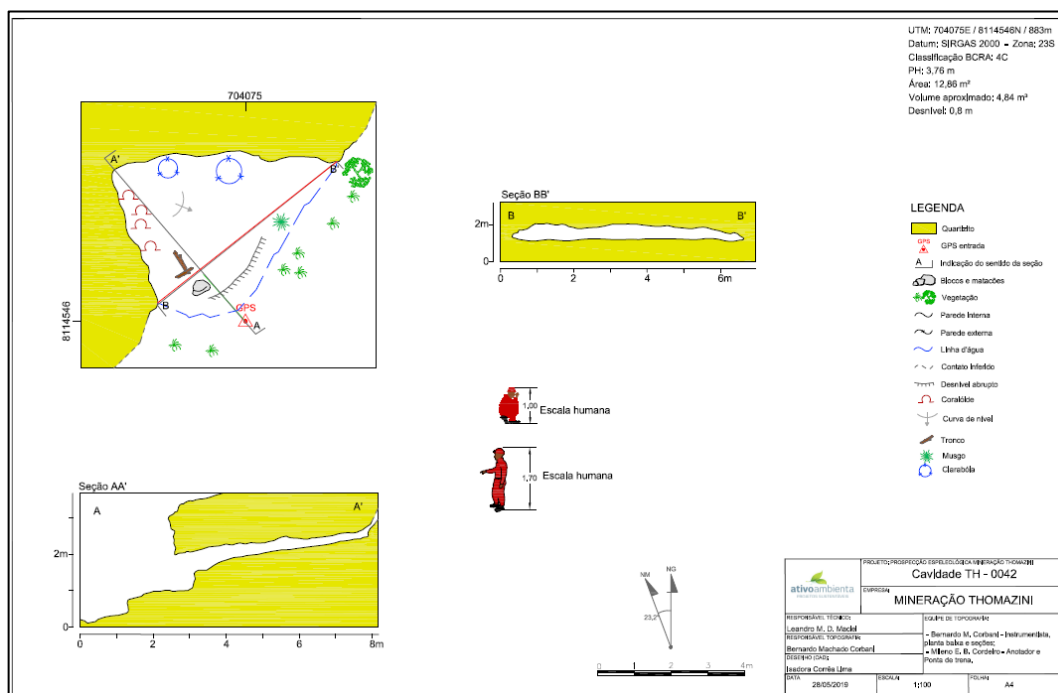 UTM: 704075E / 8114546N / 883m
Datum: SIRGAS 2000 - Zona: 23S
Classificação BCRA: 4C
PH: 3,76 m
Área: 12,86 m²
Volume aproximado: 4,84 m³
Desnível: 0,8 m
704075
A'
B'
B
GPS
A
8114546
Seção BB'
B
B'
2m
0
0
2
4
6m
LEGENDA
Quartzito
GPS
GPS entrada
A
Indicação do sentido da seção
Blocos e matacões
Vegetação
Parede interna
Parede externa
Linha d'água
Contato inferido
Desnível abrupto
Coralóide
Curva de nível
Tronco
Musgo
Clarabóia
1,00
Escala humana
1,70
Escala humana
Seção AA'
A
A'
2m
0
0
2
4
6
8m
NM
NG
23,2°
0
1
2
4m
ativoambienta
PROJETO: PROSPECÇÃO ESPELEOLÓGICA MINERAÇÃO THOMAZINI
Cavidade TH - 0042
EMPRESA:
MINERAÇÃO THOMAZINI
RESPONSÁVEL TÉCNICO:
Leandro M. D. Maciel
RESPONSÁVEL TOPOGRAFIA:
Bernardo Machado Corbani
DESENHO (CAD):
Isadora Corrês Lima
EQUIPE DE TOPOGRAFIA:
- Bernardo M. Corbani - Instrumentista, planta baixa e seções;
- Mileno E. B. Cordeiro - Anotador e Ponta de trena.
DATA
28/05/2019
ESCALA:
1:100
FOLHA:
A4